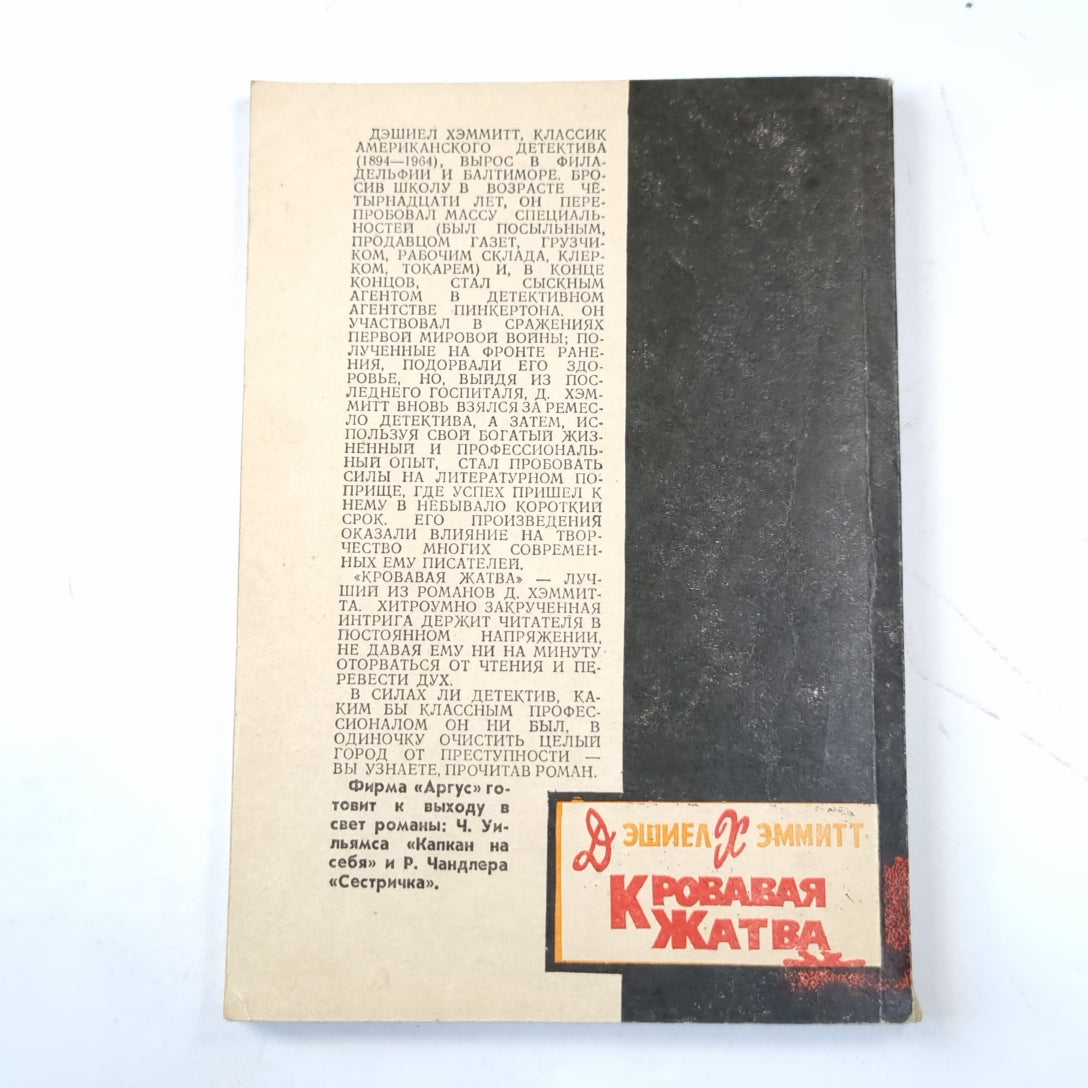 ДЭШИЕЛ ХЭММИТТ, КЛАССИК
АМЕРИКАНСКОГО ДЕТЕКТИВА
(1894—1964), ВЫРОС В ФИЛА-
ДЕЛЬФИИ И БАЛТИМОРЕ. БРО-
СИВ ШКОЛУ В ВОЗРАСТЕ ЧЕ-
ТЫРНАДЦАТИ ЛЕТ, ОН ПЕРЕ-
ПРОБОВАЛ МАССУ СПЕЦИАЛЬ-
НОСТЕЙ (БЫЛ ПОСЫЛЬНЫМ,
ПРОДАВЦОМ ГАЗЕТ, ГРУЗЧИ-
КОМ, РАБОЧИМ СКЛАДА, КЛЕР-
КОМ, ТОКАРЕМ) И, В КОНЦЕ
КОНЦОВ, СТАЛ СЫСКНЫМ
АГЕНТОМ В ДЕТЕКТИВНОМ
АГЕНТСТВЕ ПИНКЕРТОНА. ОН
УЧАСТВОВАЛ В СРАЖЕНИЯХ
ПЕРВОЙ МИРОВОЙ ВОЙНЫ; ПО-
ЛУЧЕННЫЕ НА ФРОНТЕ РАНЕ-
НИЯ, ПОДОРВАЛИ ЕГО ЗДО-
РОВЬЕ, НО, ВЫЙДЯ ИЗ ПОС-
ЛЕДНЕГО ГОСПИТАЛЯ, Д. ХЭМ-
МИТТ ВНОВЬ ВЗЯЛСЯ ЗА РЕМЕС-
ЛО ДЕТЕКТИВА, А ЗАТЕМ, ИС-
ПОЛЬЗУЯ СВОЙ БОГАТЫЙ ЖИЗ-
НЕННЫЙ И ПРОФЕССИОНАЛЬ-
НЫЙ ОПЫТ, СТАЛ ПРОБОВАТЬ
СИЛЫ НА ЛИТЕРАТУРНОМ ПО-
ПРИЩЕ, ГДЕ УСПЕХ ПРИШЕЛ К
НЕМУ В НЕБЫВАЛО КОРОТКИЙ
СРОК. ЕГО ПРОИЗВЕДЕНИЯ
ОКАЗАЛИ ВЛИЯНИЕ НА ТВОР-
ЧЕСТВО МНОГИХ СОВРЕМЕН-
НЫХ ЕМУ ПИСАТЕЛЕЙ.
«КРОВАВАЯ ЖАТВА» — ЛУЧ-
ШИЙ ИЗ РОМАНОВ Д. ХЭММИТ-
ТА. ХИТРОУМНО ЗАКРУЧЕННАЯ
ИНТРИГА ДЕРЖИТ ЧИТАТЕЛЯ В
ПОСТОЯННОМ НАПРЯЖЕНИИ,
НЕ ДАВАЯ ЕМУ НИ НА МИНУТУ
ОТОРВАТЬСЯ ОТ ЧТЕНИЯ И ПЕ-
РЕВЕСТИ ДУХ.
В СИЛАХ ЛИ ДЕТЕКТИВ, КА-
КИМ БЫ КЛАССНЫМ ПРОФЕС-
СИОНАЛОМ ОН НИ БЫЛ, В
ОДИНОЧКУ ОЧИСТИТЬ ЦЕЛЫЙ
ГОРОД ОТ ПРЕСТУПНОСТИ —
ВЫ УЗНАЕТЕ, ПРОЧИТАВ РОМАН.
Фирма «Аргус» го-
товит к выходу в
свет романы: Ч. Уи-
льямса «Капкан на
себя» и Р. Чандлера
«Сестричка».
ДЭШИЕЛ ХЭММИТТ
КРОВАВАЯ
ЖАТВА